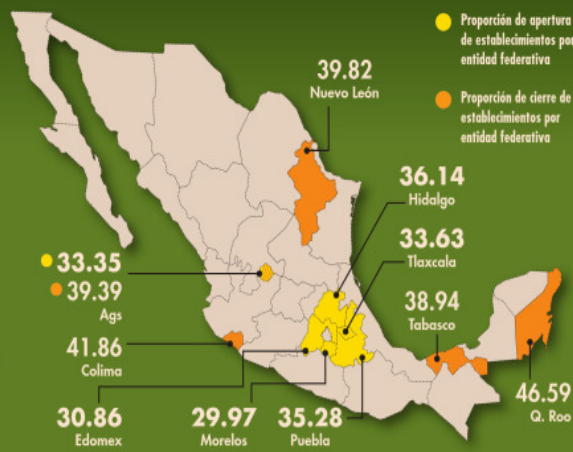 Proporción de apertura
de establecimientos por
entidad federativa
Proporción de cierre de
establecimientos por
entidad federativa
39.82
Nuevo León
36.14
Hidalgo
33.63
Tlaxcala
33.35
39.39
Ags
38.94
Tabasco
41.86
Colima
46.59
Q. Roo
30.86
Edomex
29.97
Morelos
35.28
Puebla